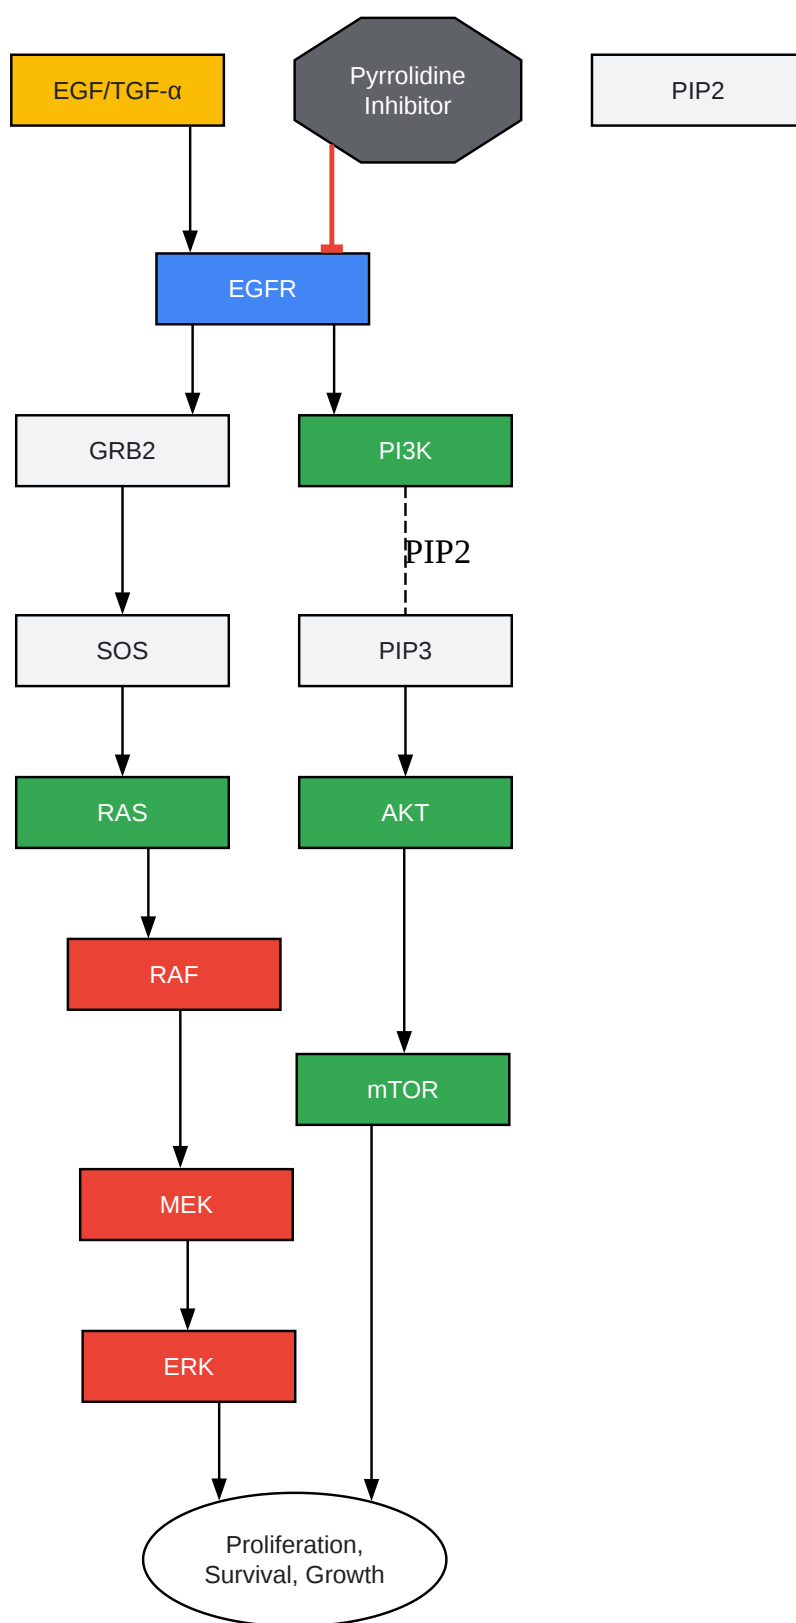 EGF/TGF-α
Pyrrolidine
Inhibitor
PIP2
EGFR
GRB2
PI3K
PIP2
SOS
PIP3
RAS
AKT
RAF
mTOR
MEK
ERK
Proliferation,
Survival, Growth